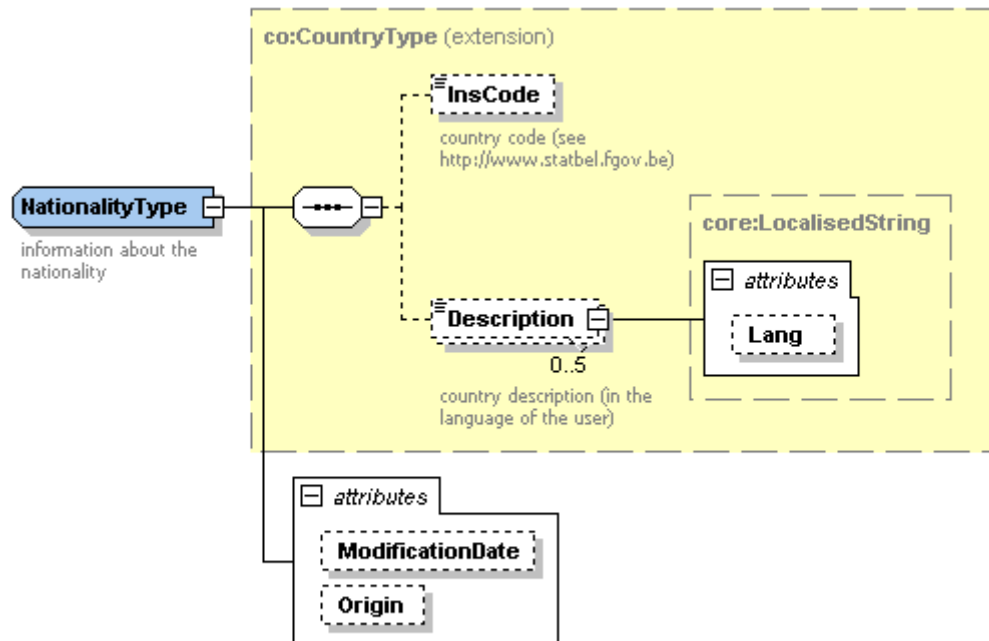 co:CountryType (extension)
InsCode
country code (see
http://www.statbel.fgov.be)
NationalityType
information about the
nationality
core:LocalisedString
attributes
Lang
Description
0..5
country description (in the
language of the user)
attributes
ModificationDate
Origin